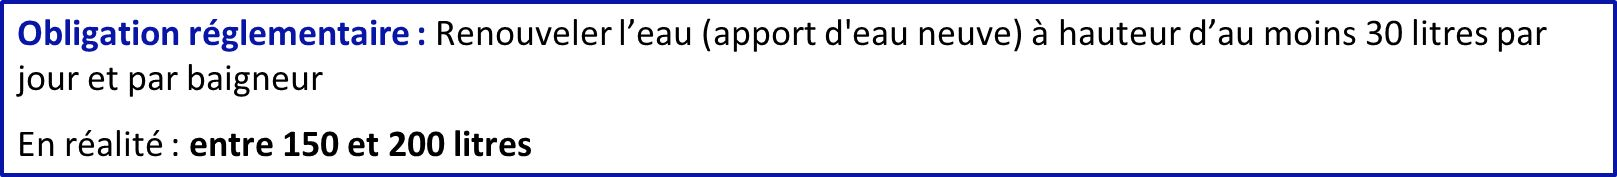 Obligation réglementaire : Renouveler l’eau (apport d'eau neuve) à hauteur d’au moins 30 litres par
jour et par baigneur
En réalité : entre 150 et 200 litres